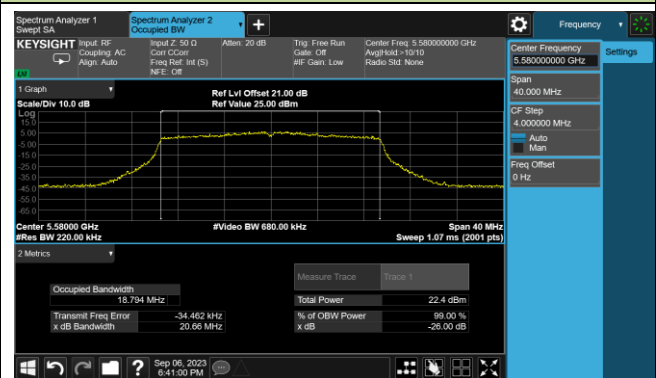 Spectrum Analyzer 1
Swept SA
Spectrum Analyzer 2
Occupied BW
Frequency
KEYSIGHT
Input: RF
Coupling: AC
Align: Auto
Input Z: 50 Ω
Corr CCorr
Freq Ref: Int (S)
NFE: Off
Atten: 20 dB
Trig: Free Run
Gate: Off
#IF Gain: Low
Center Freq: 5.580000000 GHz
Avg|Hold:>10/10
Radio Std: None
Center Frequency
5.580000000 GHz
Settings
Span
40.000 MHz
CF Step
4.000000 MHz
Auto
Man
Freq Offset
0 Hz
1 Graph
Scale/Div 10.0 dB
Ref Lvl Offset 21.00 dB
Ref Value 25.00 dBm
Log
15.0
5.00
-5.00
-15.0
-25.0
-35.0
-45.0
-55.0
-65.0
Center 5.58000 GHz
#Video BW 680.00 kHz
Span 40 MHz
#Res BW 220.00 kHz
Sweep 1.07 ms (2001 pts)
2 Metrics
Measure Trace
Trace 1
Occupied Bandwidth
18.794 MHz
Total Power
22.4 dBm
Transmit Freq Error
-34.462 kHz
% of OBW Power
99.00 %
x dB Bandwidth
20.66 MHz
x dB
-26.00 dB
Sep 06, 2023
6:41:00 PM